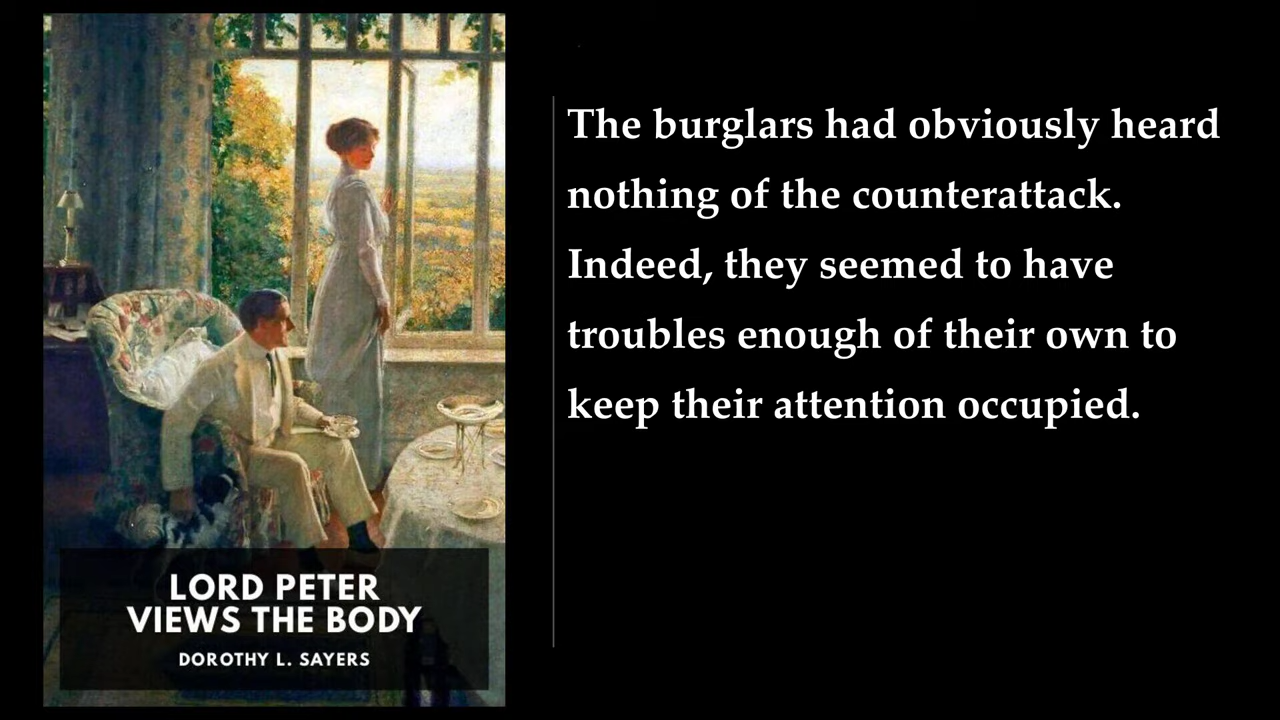 LORD PETER
VIEWS THE BODY
DOROTHY L. SAYERS
The burglars had obviously heard
nothing of the counterattack.
Indeed, they seemed to have
troubles enough of their own to
keep their attention occupied.